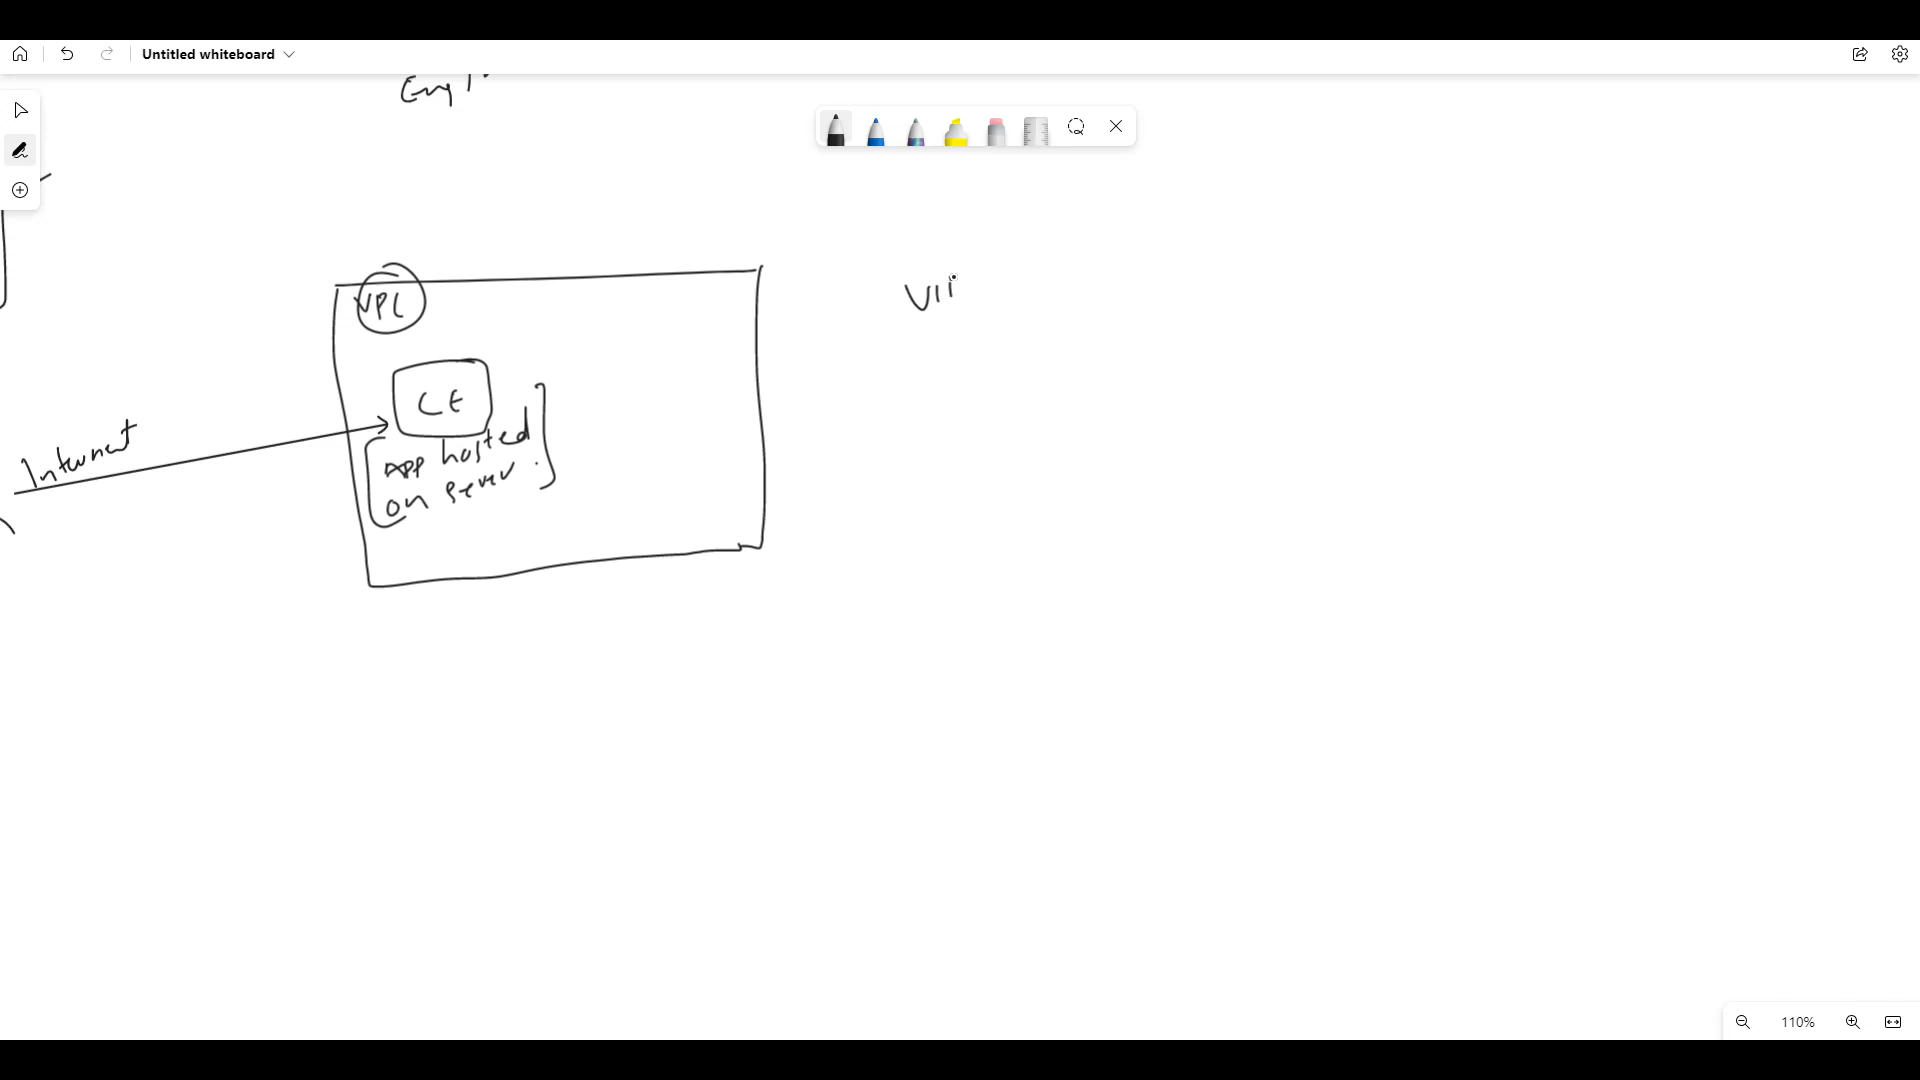 Untitled whiteboard
VPC
CE
Internet
App hosted
on server.
110%